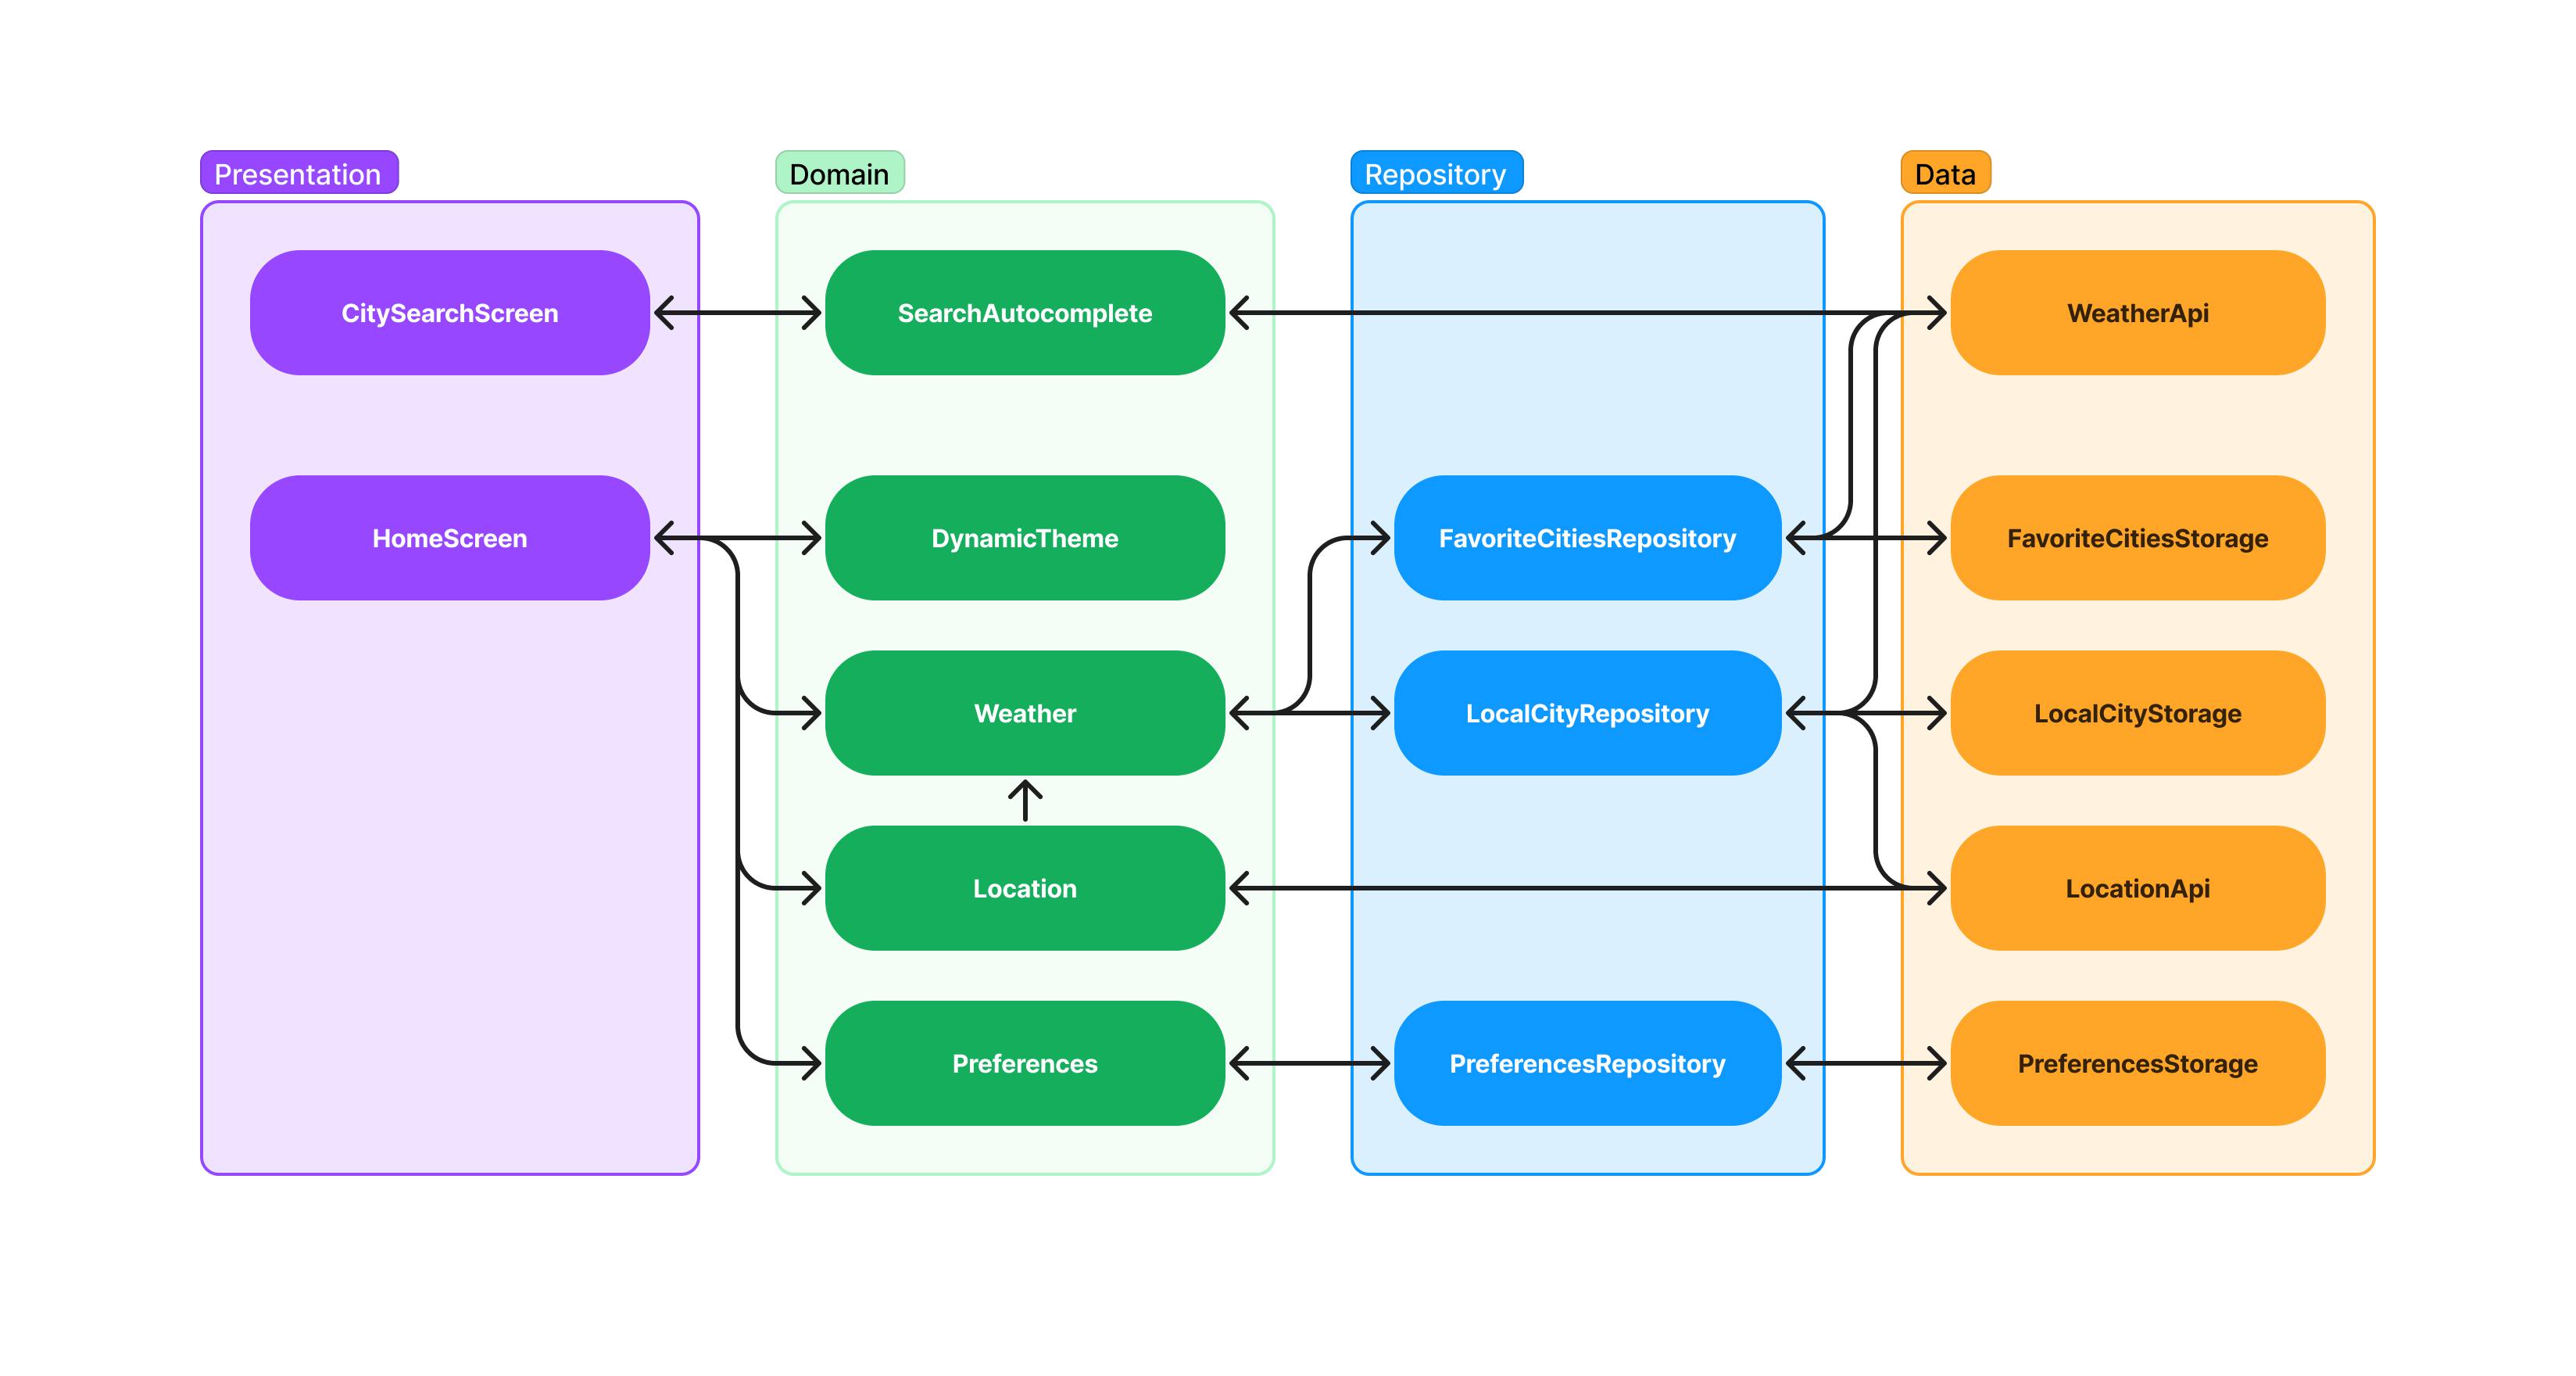 Presentation
Domain
Repository
Data
CitySearchScreen
SearchAutocomplete
WeatherApi
HomeScreen
DynamicTheme
FavoriteCitiesRepository
FavoriteCitiesStorage
Weather
LocalCityRepository
LocalCityStorage
Location
LocationApi
Preferences
PreferencesRepository
PreferencesStorage